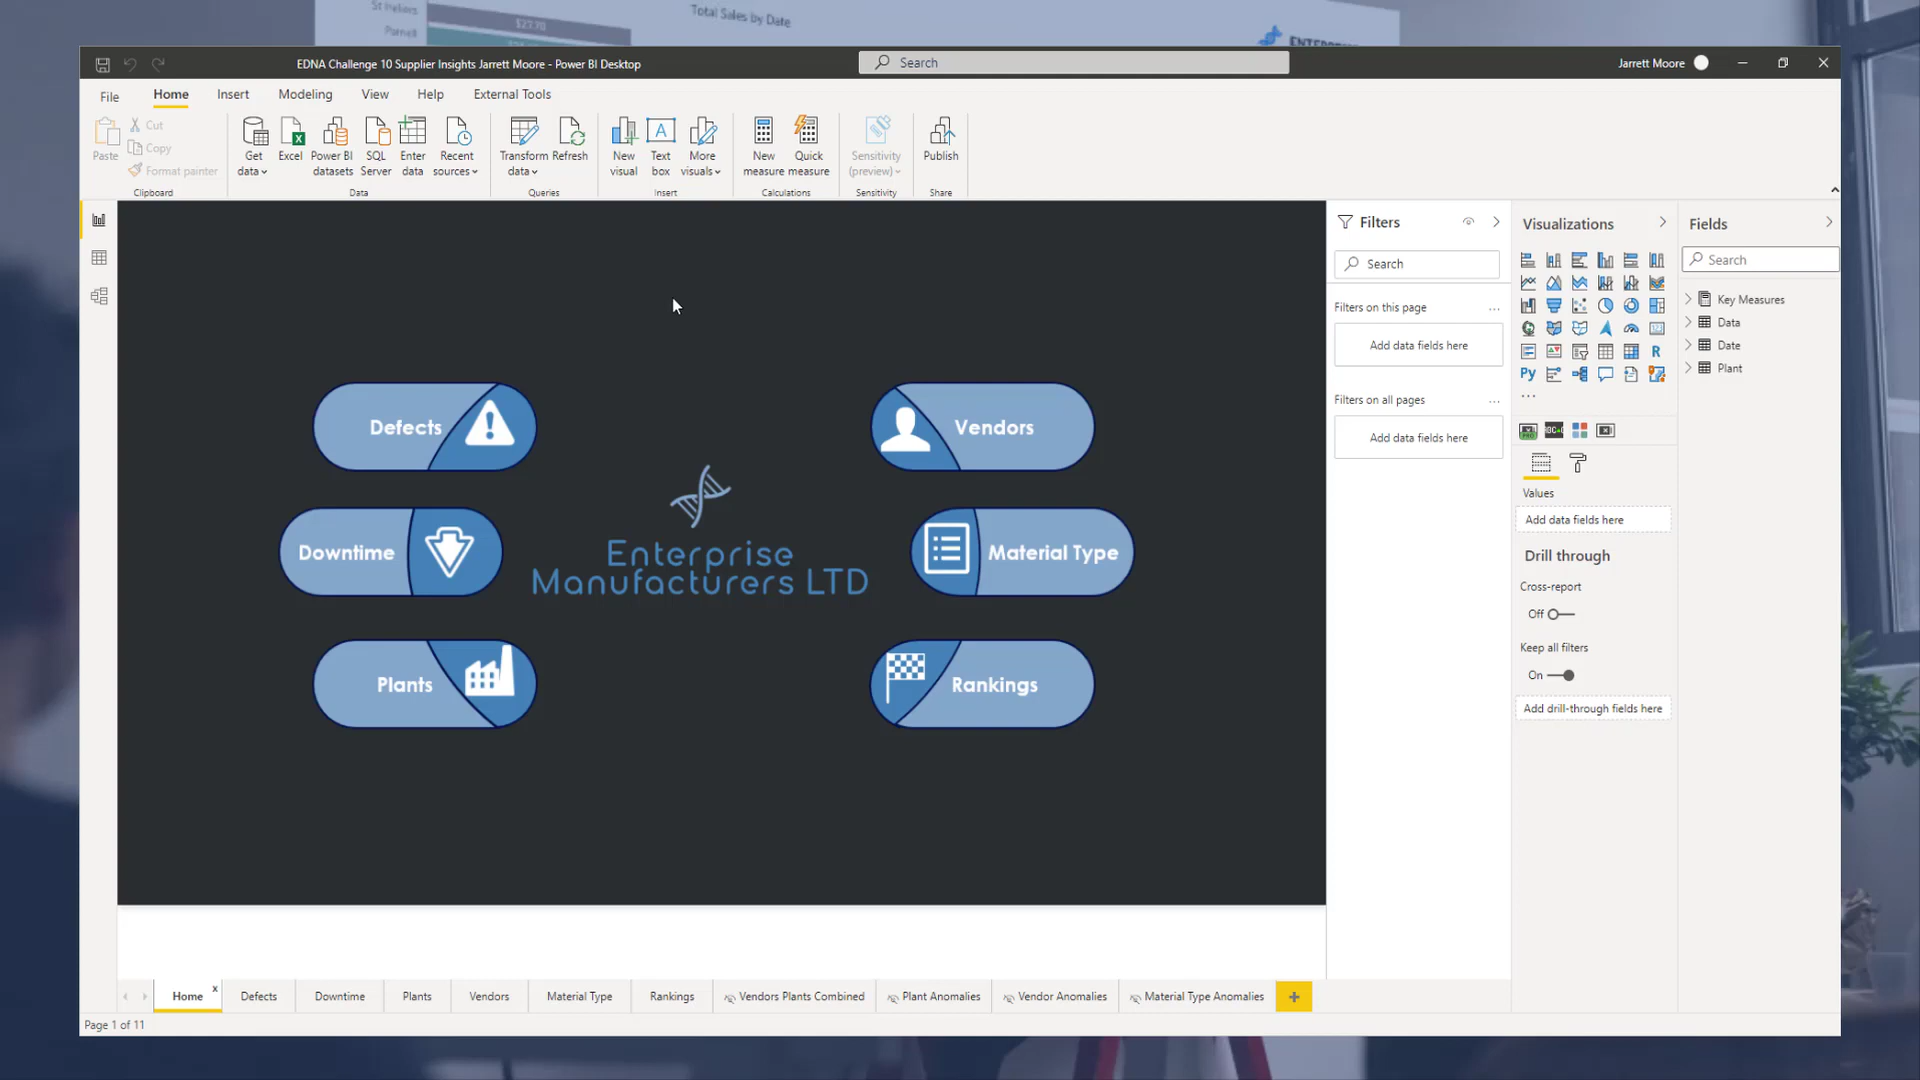 St Heliers
$27.70
Total Sales by Date
Parnell
EDNA Challenge 10 Supplier Insights Jarrett Moore - Power BI Desktop
Search
Jarrett Moore
File
Home
Insert
Modeling
View
Help
External Tools
Paste
Cut
Copy
Format painter
Get data
Excel
Power BI datasets
SQL Server
Enter data
Recent sources
Transform data
Refresh
New visual
Text box
More visuals
New measure
Quick measure
Sensitivity (preview)
Publish
Clipboard
Data
Queries
Insert
Calculations
Sensitivity
Share
Defects
Downtime
Plants
Enterprise
Manufacturers LTD
Vendors
Material Type
Rankings
Filters
Search
Filters on this page
...
Add data fields here
Filters on all pages
...
Add data fields here
Visualizations
R
Py
...
Values
Add data fields here
Drill through
Cross-report
Off
Keep all filters
On
Add drill-through fields here
Fields
Search
Key Measures
Data
Date
Plant
Home
x
Defects
Downtime
Plants
Vendors
Material Type
Rankings
Vendors Plants Combined
Plant Anomalies
Vendor Anomalies
Material Type Anomalies
+
Page 1 of 11